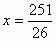 x = 251/26